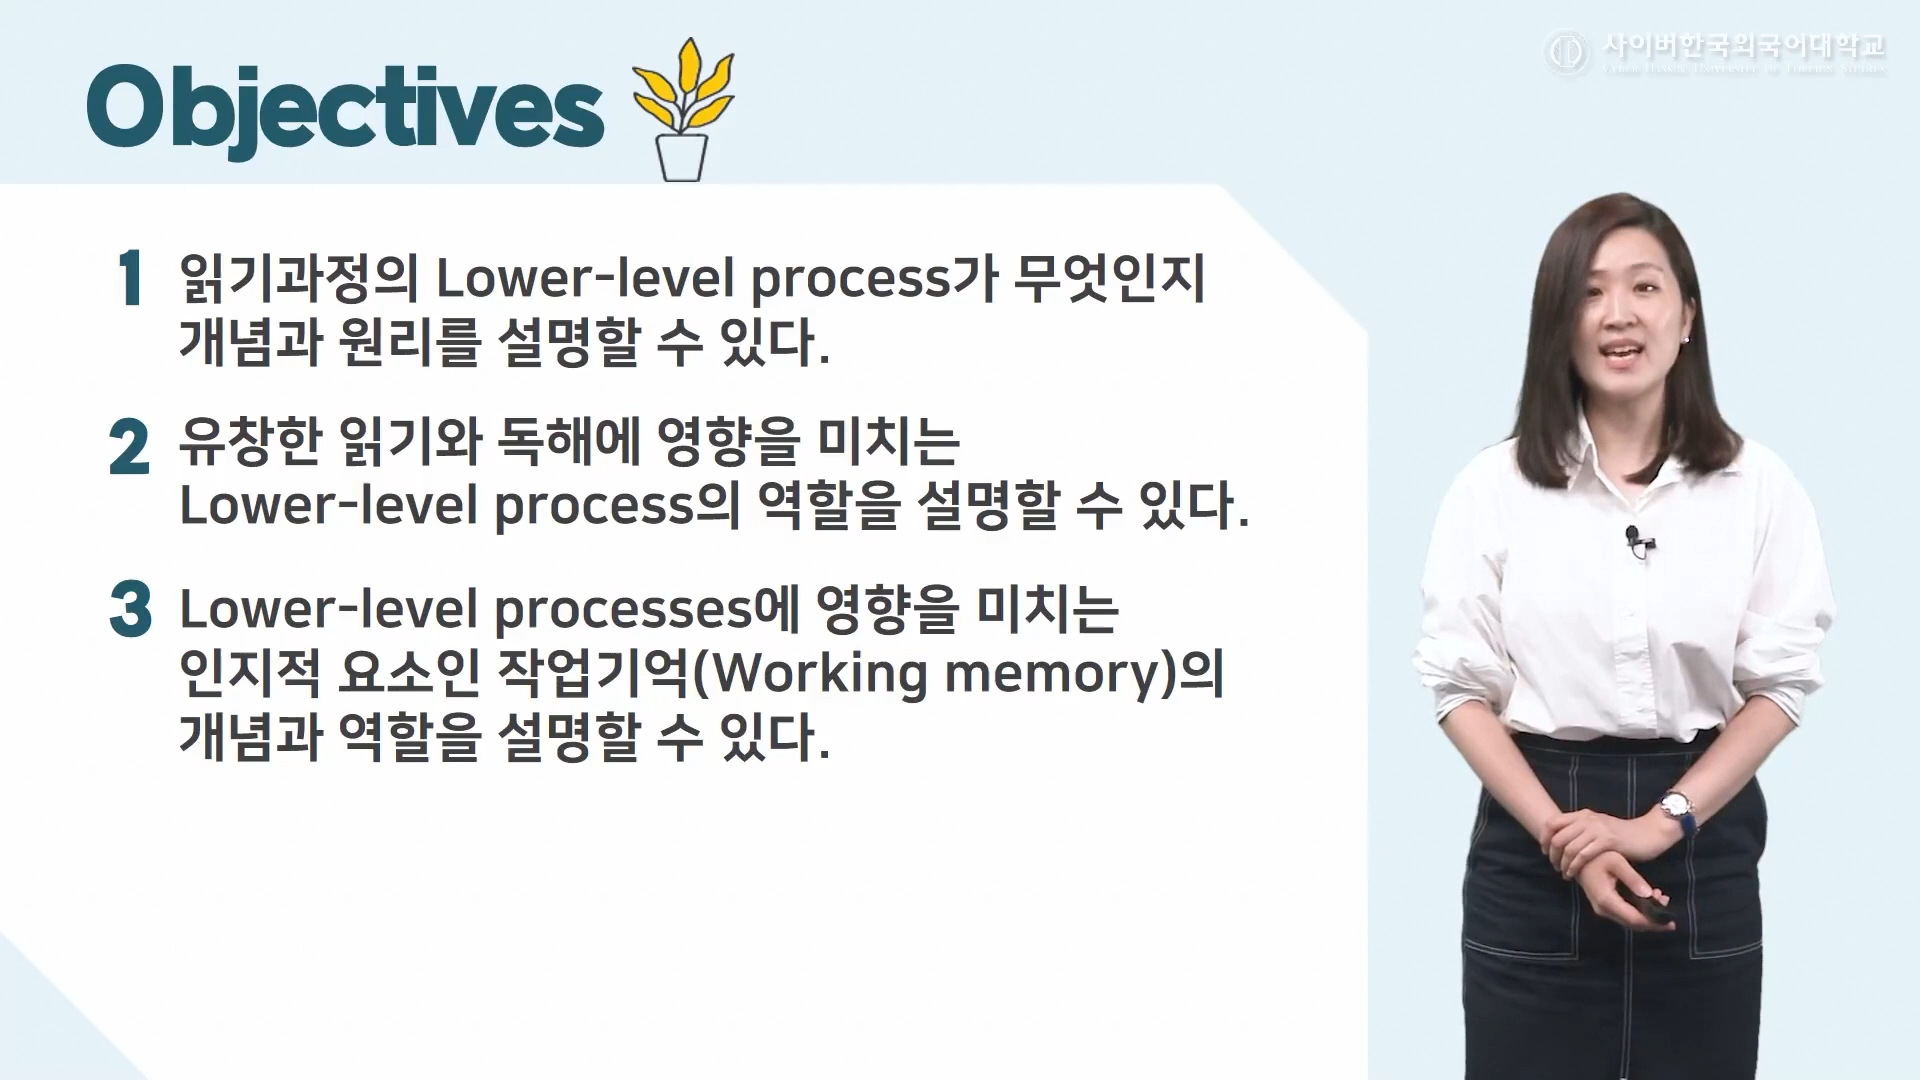 사이버한국외국어대학교
CYBER HANKUK UNIVERSITY OF FOREIGN STUDIES
Objectives
1 읽기과정의 Lower-level process가 무엇인지
개념과 원리를 설명할 수 있다.
2 유창한 읽기와 독해에 영향을 미치는
Lower-level process의 역할을 설명할 수 있다.
3 Lower-level processes에 영향을 미치는
인지적 요소인 작업기억(Working memory)의
개념과 역할을 설명할 수 있다.